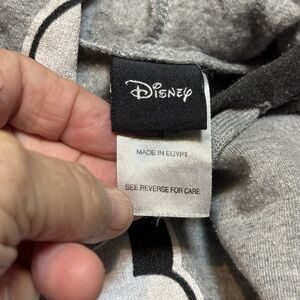 Disney
MADE IN EGYPT
SEE REVERSE FOR CARE